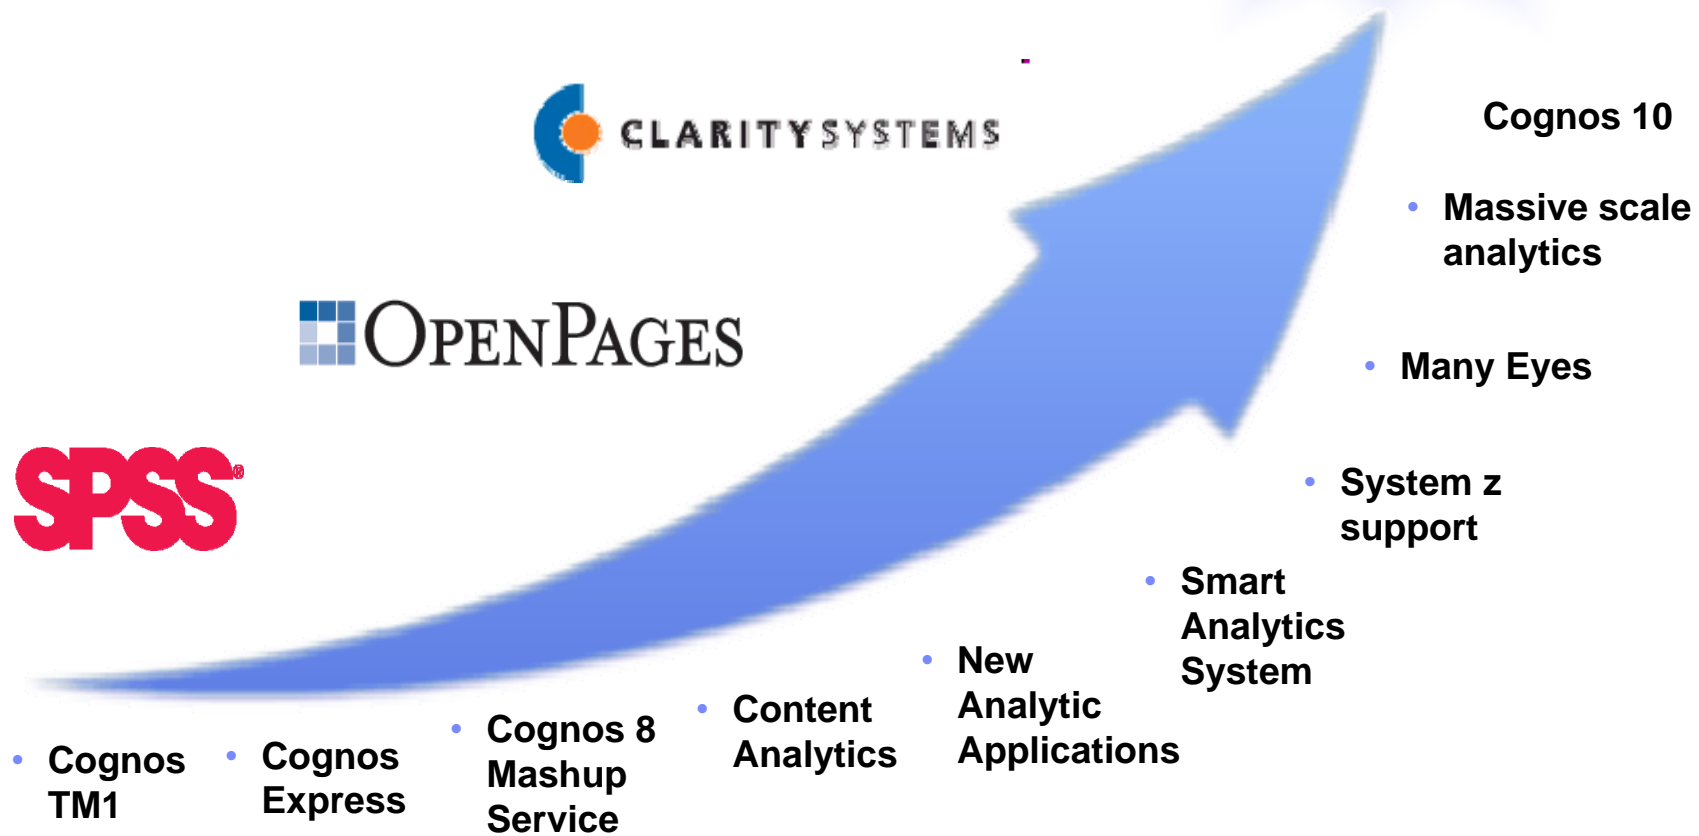 CLARITY SYSTEMS
OPENPAGES
SPSS®
Cognos 10
• Massive scale
analytics
• Many Eyes
• System z
support
• Smart
Analytics
System
• New
Analytic
Applications
• Content
Analytics
• Cognos 8
Mashup
Service
• Cognos
Express
• Cognos
TM1